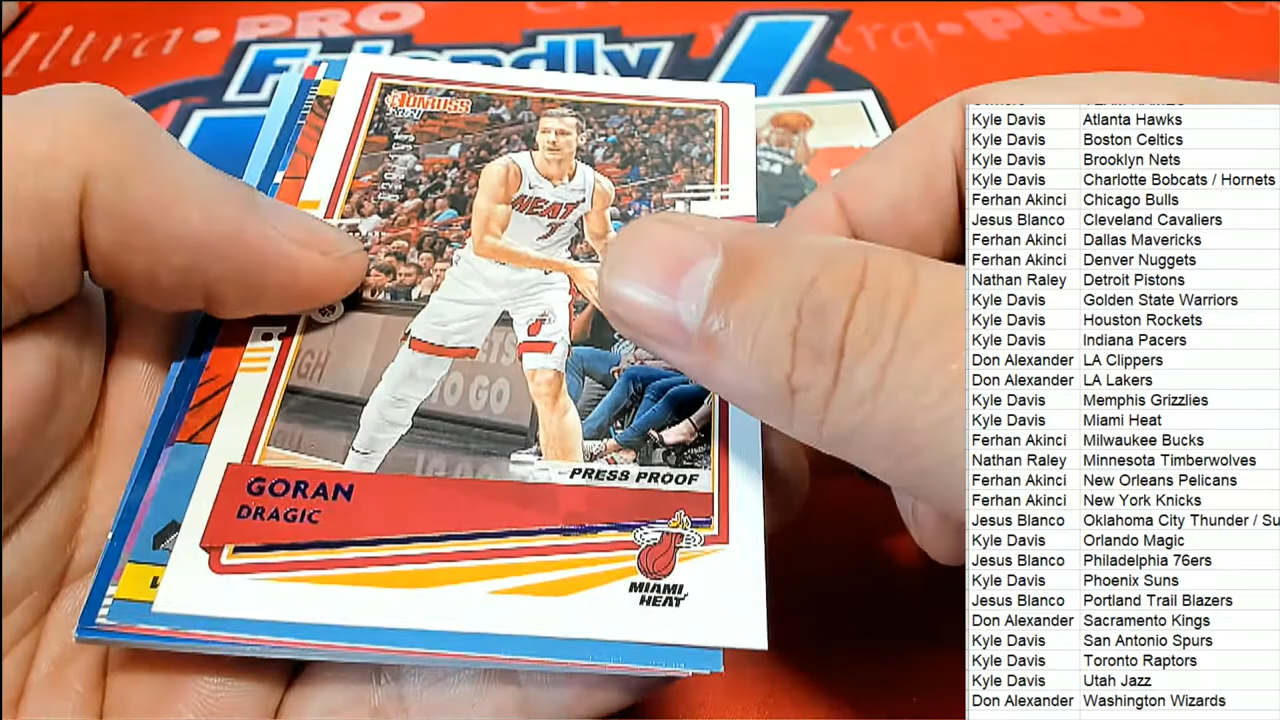 Ultra•PRO
PRO
Friendly
DONRUSS
HEAT
7
34
GH
TO GO
PRESS PROOF
GORAN
DRAGIC
MIAMI
HEAT
Kyle Davis Atlanta Hawks
Kyle Davis Boston Celtics
Kyle Davis Brooklyn Nets
Kyle Davis Charlotte Bobcats / Hornets
Ferhan Akinci Chicago Bulls
Jesus Blanco Cleveland Cavaliers
Ferhan Akinci Dallas Mavericks
Ferhan Akinci Denver Nuggets
Nathan Raley Detroit Pistons
Kyle Davis Golden State Warriors
Kyle Davis Houston Rockets
Kyle Davis Indiana Pacers
Don Alexander LA Clippers
Don Alexander LA Lakers
Kyle Davis Memphis Grizzlies
Kyle Davis Miami Heat
Ferhan Akinci Milwaukee Bucks
Nathan Raley Minnesota Timberwolves
Ferhan Akinci New Orleans Pelicans
Ferhan Akinci New York Knicks
Jesus Blanco Oklahoma City Thunder / Su
Kyle Davis Orlando Magic
Jesus Blanco Philadelphia 76ers
Kyle Davis Phoenix Suns
Jesus Blanco Portland Trail Blazers
Don Alexander Sacramento KIngs
Kyle Davis San Antonio Spurs
Kyle Davis Toronto Raptors
Kyle Davis Utah Jazz
Don Alexander Washington Wizards